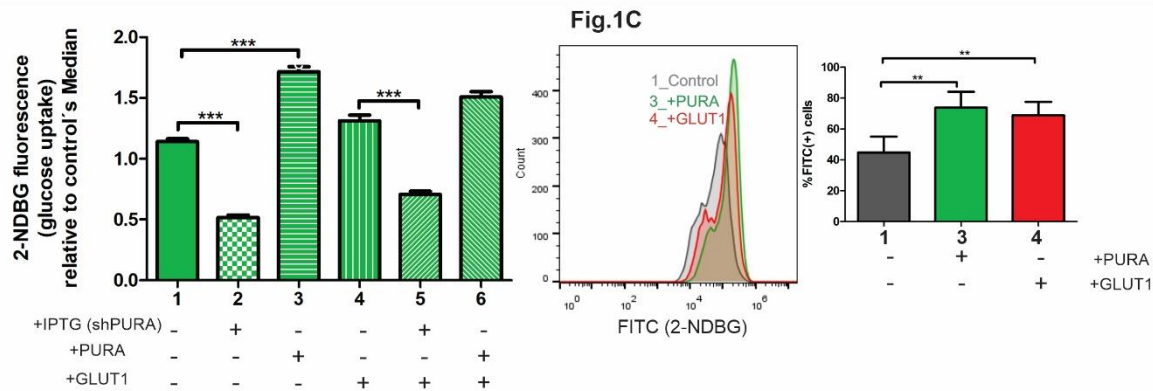 Fig.1C
2-NDBG fluorescence
(glucose uptake)
relative to control´s Median
2.0
1.5
1.0
0.5
0.0
***
***
***
1 2 3 4 5 6
+IPTG (shPURA) - + - - + -
+PURA - - + - - +
+GLUT1 - - - + + +
Count
400
300
200
100
0
1_Control
3_+PURA
4_+GLUT1
10^0 10^2 10^4 10^6
FITC (2-NDBG)
%FITC(+) cells
100
80
60
40
20
0
**
**
1 3 4
- + - +PURA
- - + +GLUT1